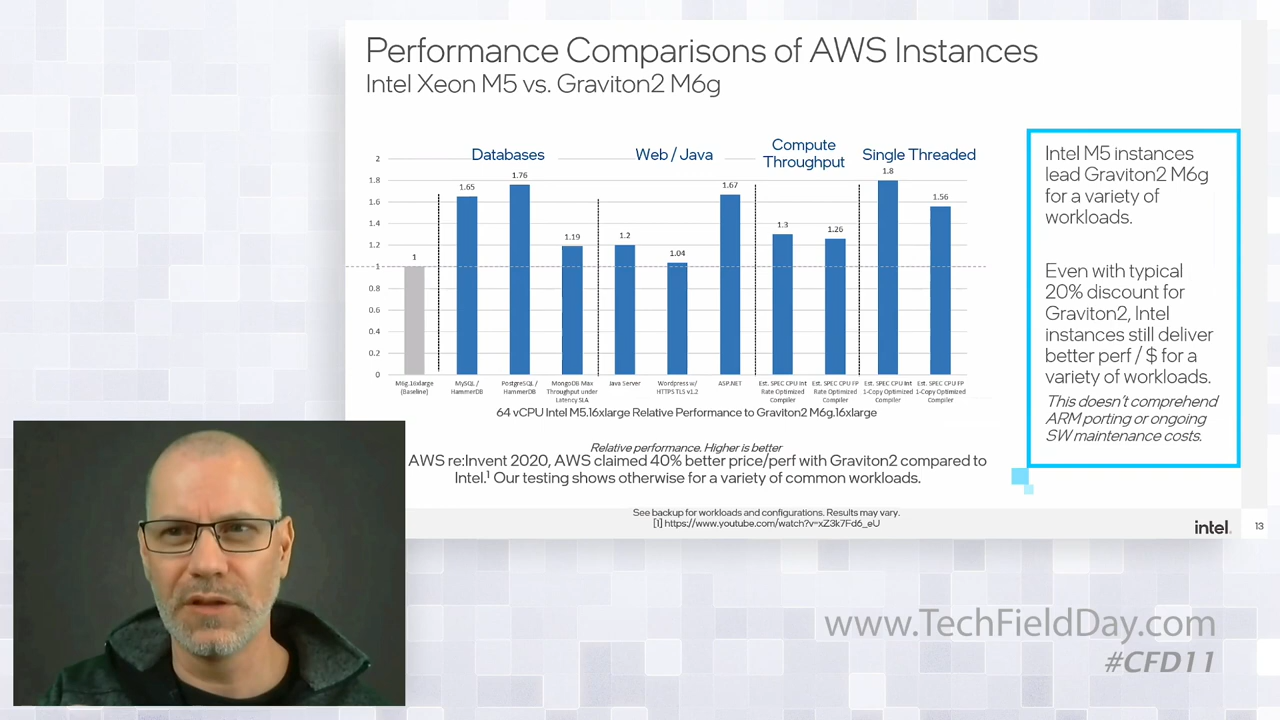 Performance Comparisons of AWS Instances
Intel Xeon M5 vs. Graviton2 M6g
Databases
Web / Java
Compute
Throughput
Single Threaded
2
1.8
1.6
1.4
1.2
1
0.8
0.6
0.4
0.2
0
1
1.65
1.76
1.19
1.2
1.04
1.67
1.3
1.26
1.8
1.56
M6g.16xlarge
(Baseline)
MySQL /
HammerDB
PostgreSQL /
HammerDB
MongoDB Max
Throughput under
Latency SLA
Java Server
Wordpress w/
HTTPS TLS v1.2
ASP.NET
Est. SPEC CPU Int
Rate Optimized
Compiler
Est. SPEC CPU FP
Rate Optimized
Compiler
Est. SPEC CPU Int
1-Copy Optimized
Compiler
Est. SPEC CPU FP
1-Copy Optimized
Compiler
64 vCPU Intel M5.16xlarge Relative Performance to Graviton2 M6g.16xlarge
Relative performance. Higher is better
AWS re:Invent 2020, AWS claimed 40% better price/perf with Graviton2 compared to
Intel.¹ Our testing shows otherwise for a variety of common workloads.
Intel M5 instances
lead Graviton2 M6g
for a variety of
workloads.
Even with typical
20% discount for
Graviton2, Intel
instances still deliver
better perf / $ for a
variety of workloads.
This doesn't comprehend
ARM porting or ongoing
SW maintenance costs.
See backup for workloads and configurations. Results may vary.
[1] https://www.youtube.com/watch?v=xZ3k7Fd6_eU
intel.
13
www.TechFieldDay.com
#CFD11